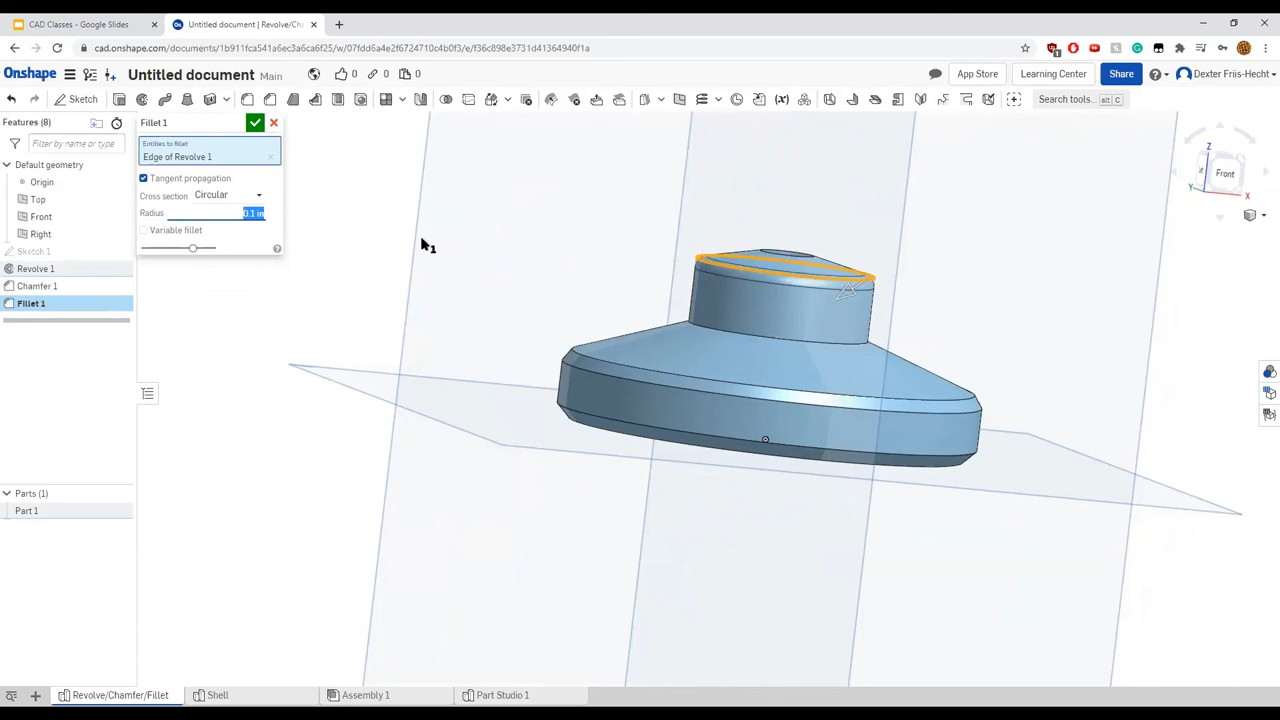 CAD Classes - Google Slides
Untitled document | Revolve/Cha
cad.onshape.com/documents/1b911fca541a6ec3a6ca6f25/w/07fdd6a4e2f6724710c4b0f3/e/f36c898e3731d41364940f1a
Onshape
Untitled document Main
0
0
0
App Store
Learning Center
Share
Dexter Friis-Hecht
Sketch
Search tools... alt C
Features (8)
Filter by name or type
Default geometry
Origin
Top
Front
Right
Sketch 1
Revolve 1
Chamfer 1
Fillet 1
Parts (1)
Part 1
Fillet 1
Entities to fillet
Edge of Revolve 1
Tangent propagation
Cross section Circular
Radius 0.1 in
Variable fillet
1
Z
Front
Y
X
Revolve/Chamfer/Fillet
Shell
Assembly 1
Part Studio 1